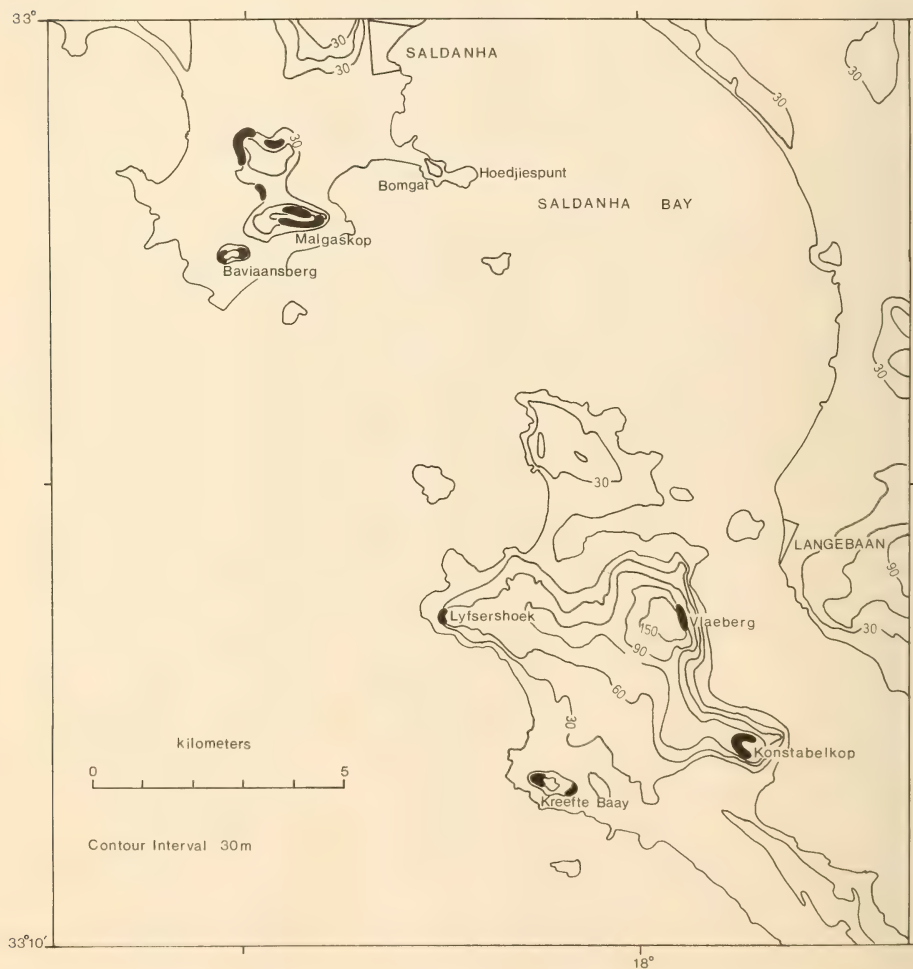 33°
30
30
SALDANHA
30
30
30
Bomgat
Hoedjiespunt
SALDANHA BAY
Malgaskop
Baviaansberg
30
30
LANGEBAAN
90
Lyfsershoek
150
Vlaeberg
30
90
60
30
kilometers
0 5
Konstabelkop
Kreefte Baay
Contour Interval 30m
33°10'
18°